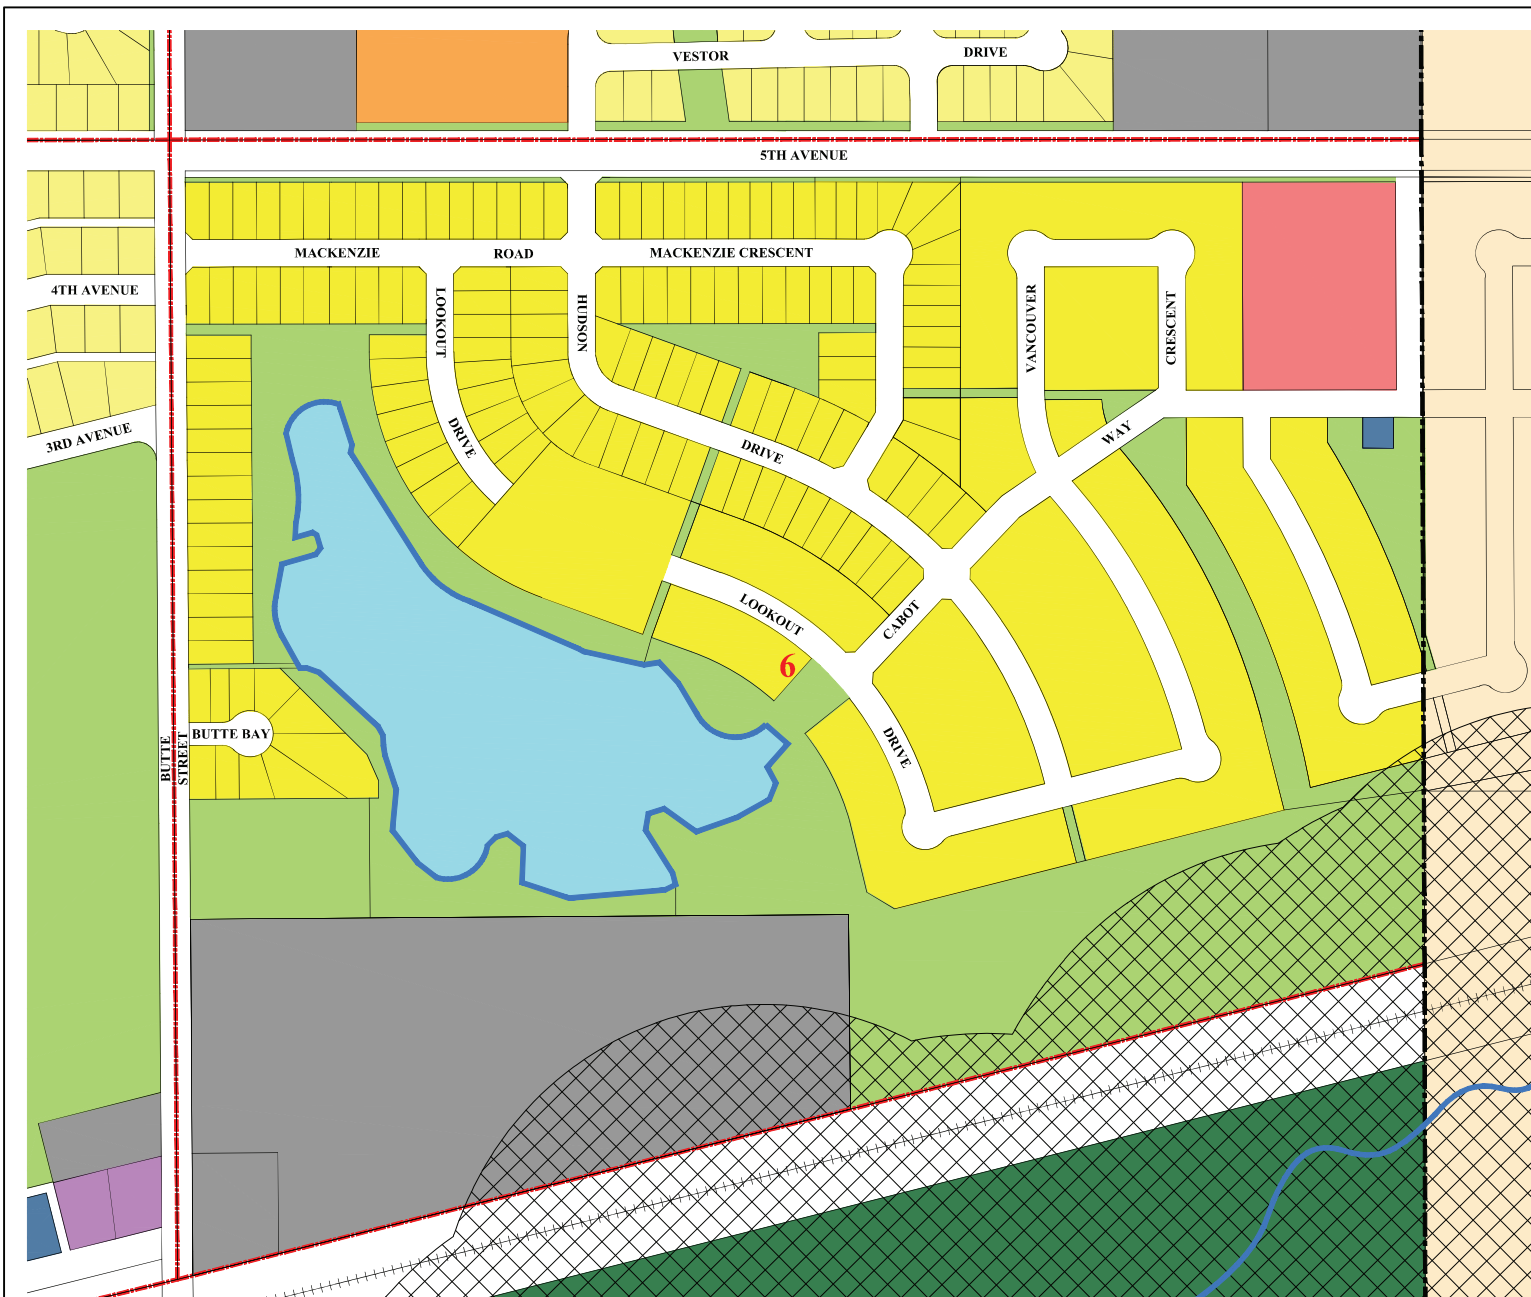 VESTOR
DRIVE
5TH AVENUE
MACKENZIE
ROAD
MACKENZIE CRESCENT
4TH AVENUE
LOOKOUT
HUDSON
VANCOUVER
CRESCENT
3RD AVENUE
DRIVE
DRIVE
WAY
LOOKOUT
CABOT
6
BUTTE BAY
BUTTE
STREET
DRIVE